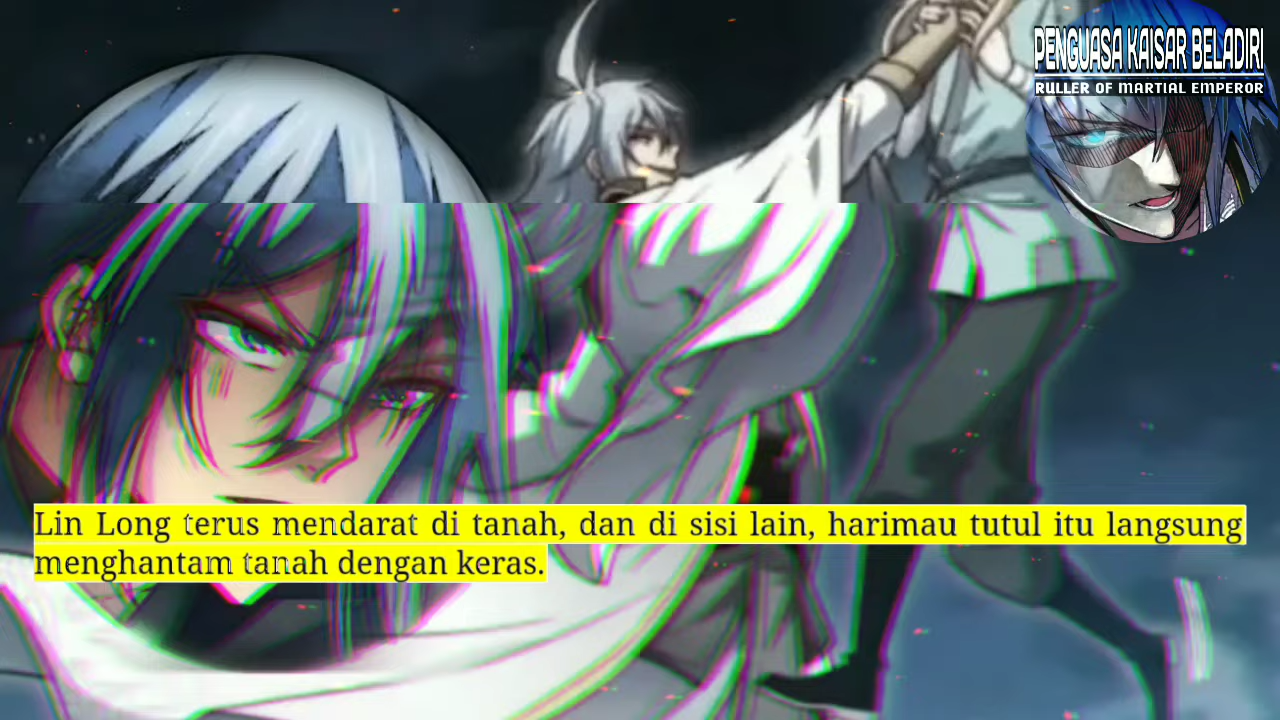 PENGUASA KAISAR BELADIRI
RULLER OF MARTIAL EMPEROR
Lin Long terus mendarat di tanah, dan di sisi lain, harimau tutul itu langsung
menghantam tanah dengan keras.